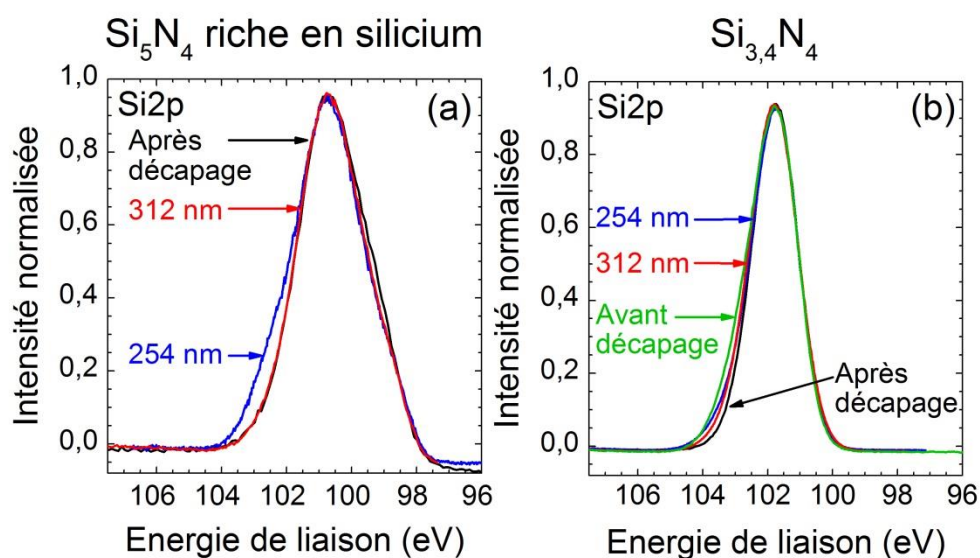 Si5N4 riche en silicium
Si3,4N4
Si2p
(a)
Après
décapage
312 nm
254 nm
1,0
0,8
0,6
0,4
0,2
0,0
106 104 102 100 98 96
Energie de liaison (eV)
Intensité normalisée
Si2p
(b)
254 nm
312 nm
Avant
décapage
Après
décapage
1,0
0,8
0,6
0,4
0,2
0,0
106 104 102 100 98 96
Energie de liaison (eV)
Intensité normalisée